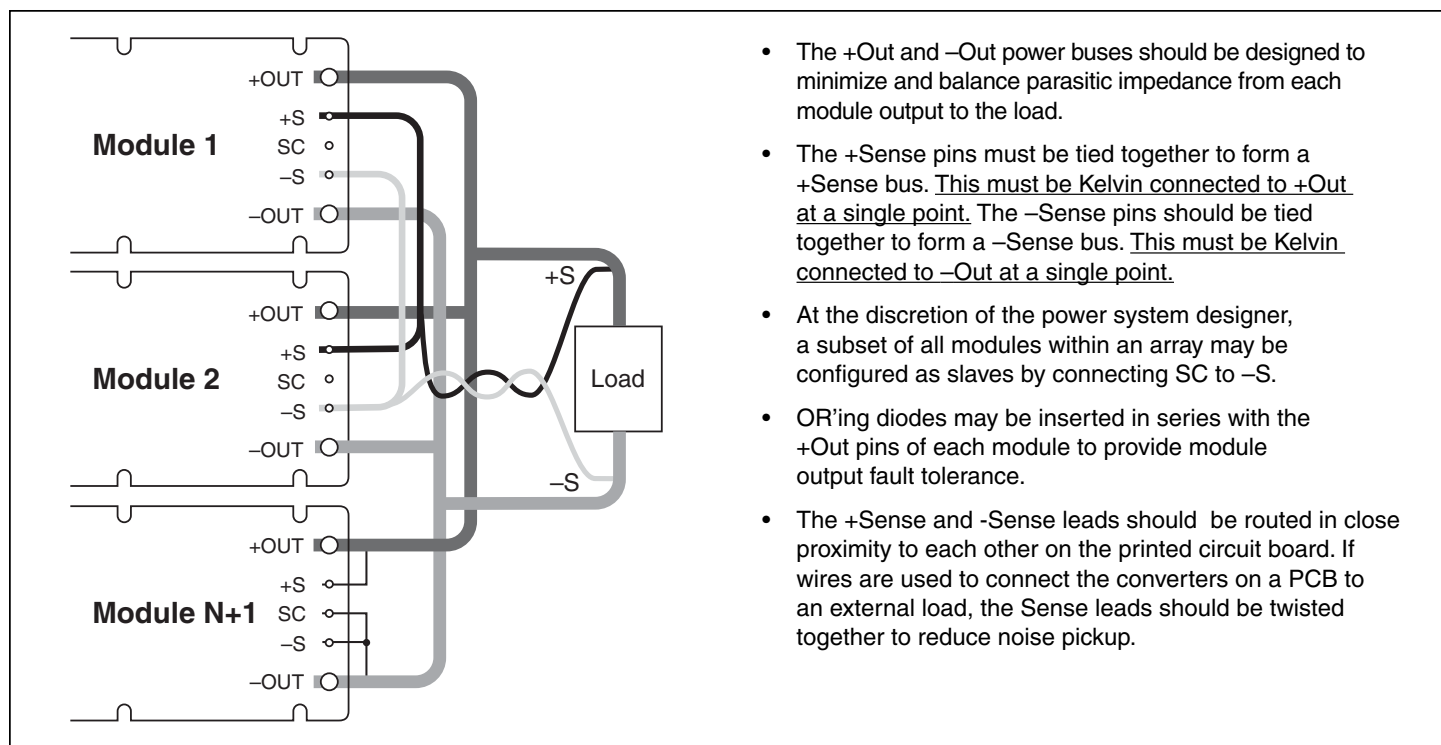 +OUT
+S
Module 1
SC
–S
–OUT
+OUT
+S
Module 2
SC
–S
–OUT
+OUT
+S
Module N+1
SC
–S
–OUT
+S
Load
–S
• The +Out and –Out power buses should be designed to
minimize and balance parasitic impedance from each
module output to the load.
• The +Sense pins must be tied together to form a
+Sense bus. This must be Kelvin connected to +Out
at a single point. The –Sense pins should be tied
together to form a –Sense bus. This must be Kelvin
connected to –Out at a single point.
• At the discretion of the power system designer,
a subset of all modules within an array may be
configured as slaves by connecting SC to –S.
• OR'ing diodes may be inserted in series with the
+Out pins of each module to provide module
output fault tolerance.
• The +Sense and -Sense leads should be routed in close
proximity to each other on the printed circuit board. If
wires are used to connect the converters on a PCB to
an external load, the Sense leads should be twisted
together to reduce noise pickup.